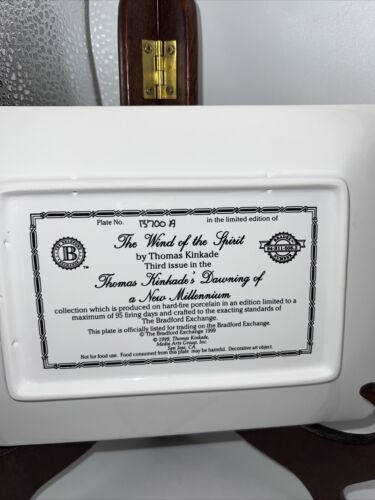 Plate No. 13700 A in the limited edition of
The Wind of the Spirit
by Thomas Kinkade
Third issue in the
Thomas Kinkade's Dawning of
a New Millennium
collection which is produced on hard-fire porcelain in an edition limited to a
maximum of 95 firing days and crafted to the exacting standards of
The Bradford Exchange.
This plate is officially listed for trading on the Bradford Exchange.
© The Bradford Exchange 1999
© 1999, Thomas Kinkade,
Media Arts Group, Inc.
San Jose, CA
Not for food use. Food consumed from this plate may be harmful. Decorative art object.
B
TM